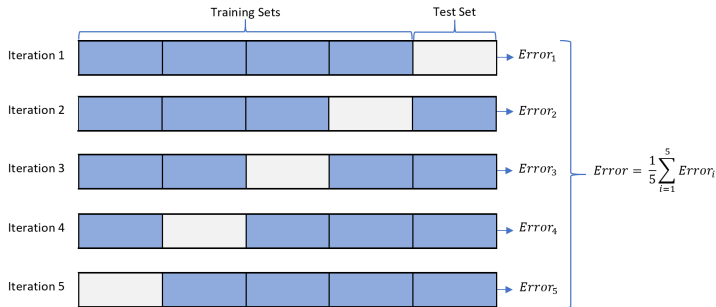 Training Sets
Test Set
Iteration 1
Error₁
Iteration 2
Error₂
Iteration 3
Error₃
Error = 1/5 ∑ᵢ₌₁⁵ Errorᵢ
Iteration 4
Error₄
Iteration 5
Error₅